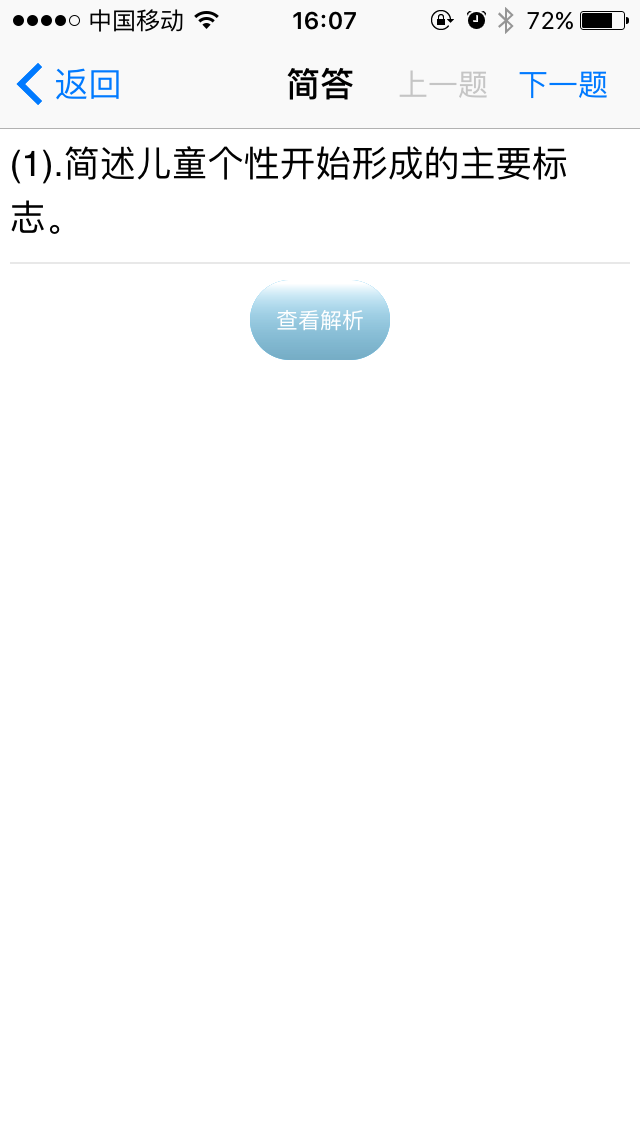 中国移动 16:07 72%
返回 简答 上一题 下一题
(1).简述儿童个性开始形成的主要标
志。
查看解析